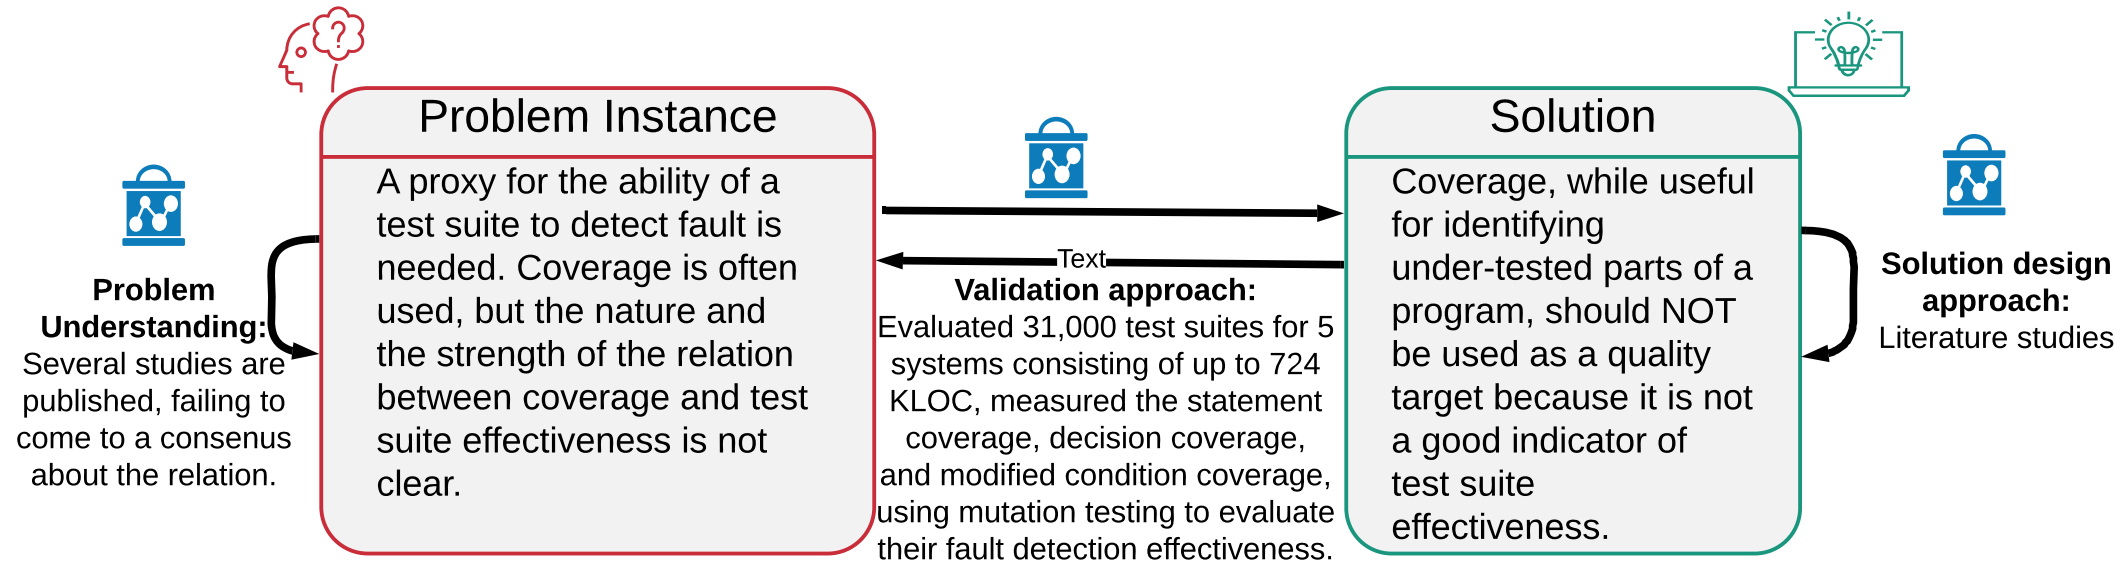 Problem Instance
A proxy for the ability of a
test suite to detect fault is
needed. Coverage is often
used, but the nature and
the strength of the relation
between coverage and test
suite effectiveness is not
clear.
Problem
Understanding:
Several studies are
published, failing to
come to a consenus
about the relation.
Text
Validation approach:
Evaluated 31,000 test suites for 5
systems consisting of up to 724
KLOC, measured the statement
coverage, decision coverage,
and modified condition coverage,
using mutation testing to evaluate
their fault detection effectiveness.
Solution
Coverage, while useful
for identifying
under-tested parts of a
program, should NOT
be used as a quality
target because it is not
a good indicator of
test suite
effectiveness.
Solution design
approach:
Literature studies